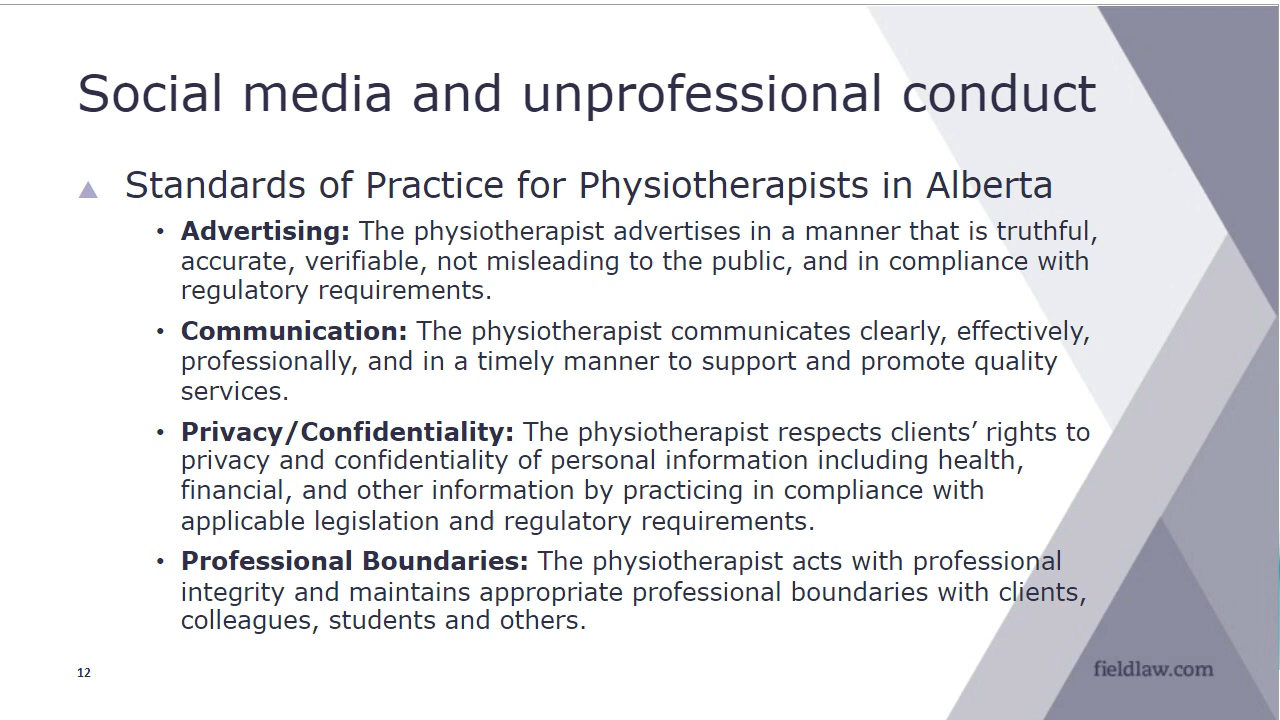 Social media and unprofessional conduct
Standards of Practice for Physiotherapists in Alberta
• Advertising: The physiotherapist advertises in a manner that is truthful,
accurate, verifiable, not misleading to the public, and in compliance with
regulatory requirements.
• Communication: The physiotherapist communicates clearly, effectively,
professionally, and in a timely manner to support and promote quality
services.
• Privacy/Confidentiality: The physiotherapist respects clients’ rights to
privacy and confidentiality of personal information including health,
financial, and other information by practicing in compliance with
applicable legislation and regulatory requirements.
• Professional Boundaries: The physiotherapist acts with professional
integrity and maintains appropriate professional boundaries with clients,
colleagues, students and others.
12
fieldlaw.com